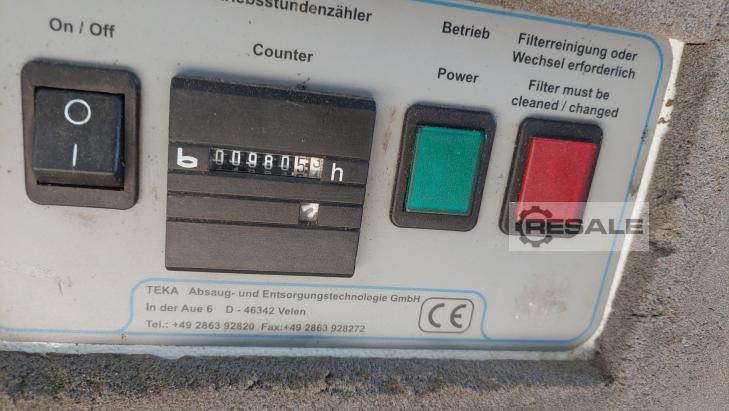 On / Off
Counter
Betrieb
Power
Filterreinigung oder
Wechsel erforderlich
Filter must be
cleaned / changed
O
I
h
TEKA Absaug- und Entsorgungstechnologie GmbH
In der Aue 6 D - 46342 Velen
Tel.: +49 2863 92820 Fax:+49 2863 928272
CE
RESALE